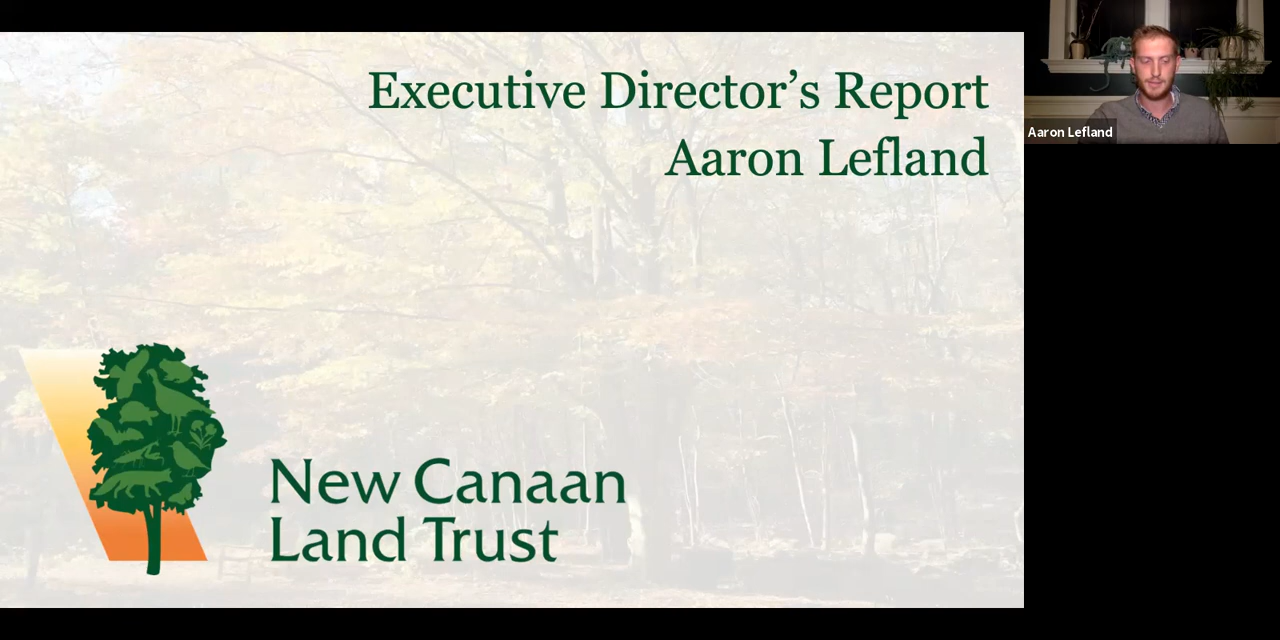 Executive Director’s Report
Aaron Lefland
Aaron Lefland
New Canaan
Land Trust